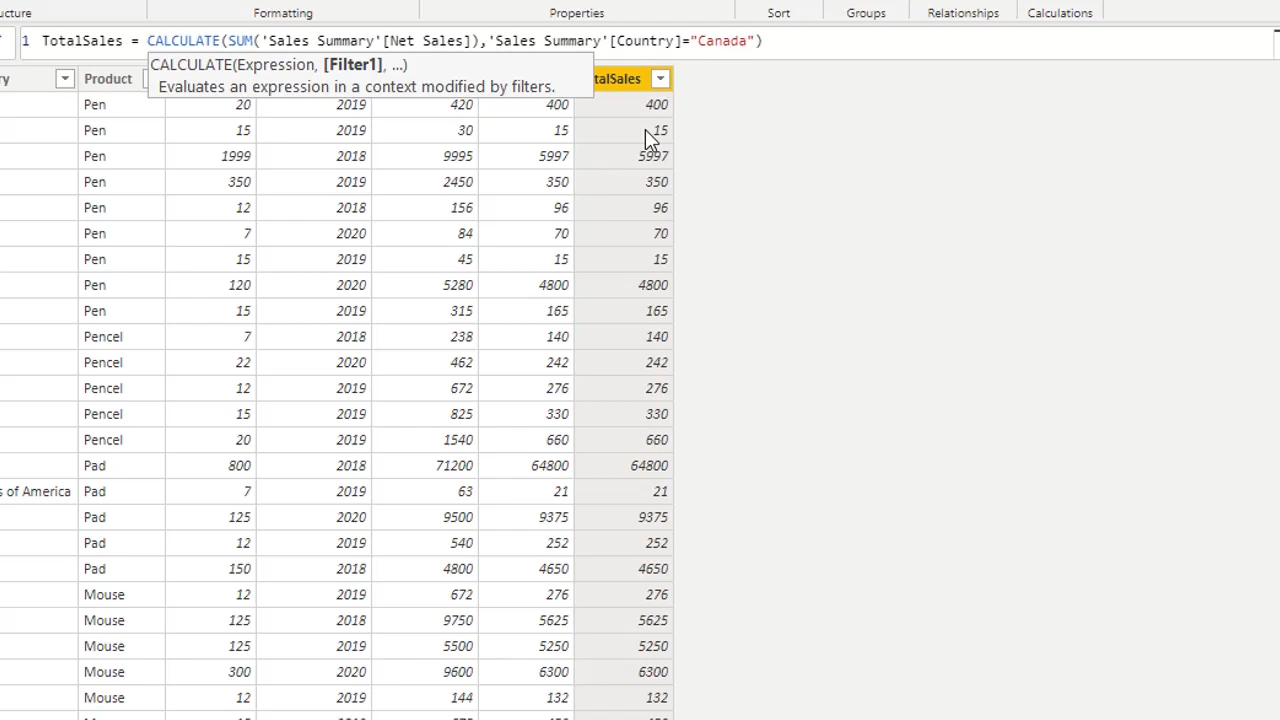 ucture Formatting Properties Sort Groups Relationships Calculations
1 TotalSales = CALCULATE(SUM('Sales Summary'[Net Sales]),'Sales Summary'[Country]="Canada")
CALCULATE(Expression, [Filter1], ...)
Evaluates an expression in a context modified by filters.
ry Product talSales
Pen 20 2019 420 400 400
Pen 15 2019 30 15 15
Pen 1999 2018 9995 5997 5997
Pen 350 2019 2450 350 350
Pen 12 2018 156 96 96
Pen 7 2020 84 70 70
Pen 15 2019 45 15 15
Pen 120 2020 5280 4800 4800
Pen 15 2019 315 165 165
Pencel 7 2018 238 140 140
Pencel 22 2020 462 242 242
Pencel 12 2019 672 276 276
Pencel 15 2019 825 330 330
Pencel 20 2019 1540 660 660
Pad 800 2018 71200 64800 64800
s of America Pad 7 2019 63 21 21
Pad 125 2020 9500 9375 9375
Pad 12 2019 540 252 252
Pad 150 2018 4800 4650 4650
Mouse 12 2019 672 276 276
Mouse 125 2018 9750 5625 5625
Mouse 125 2019 5500 5250 5250
Mouse 300 2020 9600 6300 6300
Mouse 12 2019 144 132 132